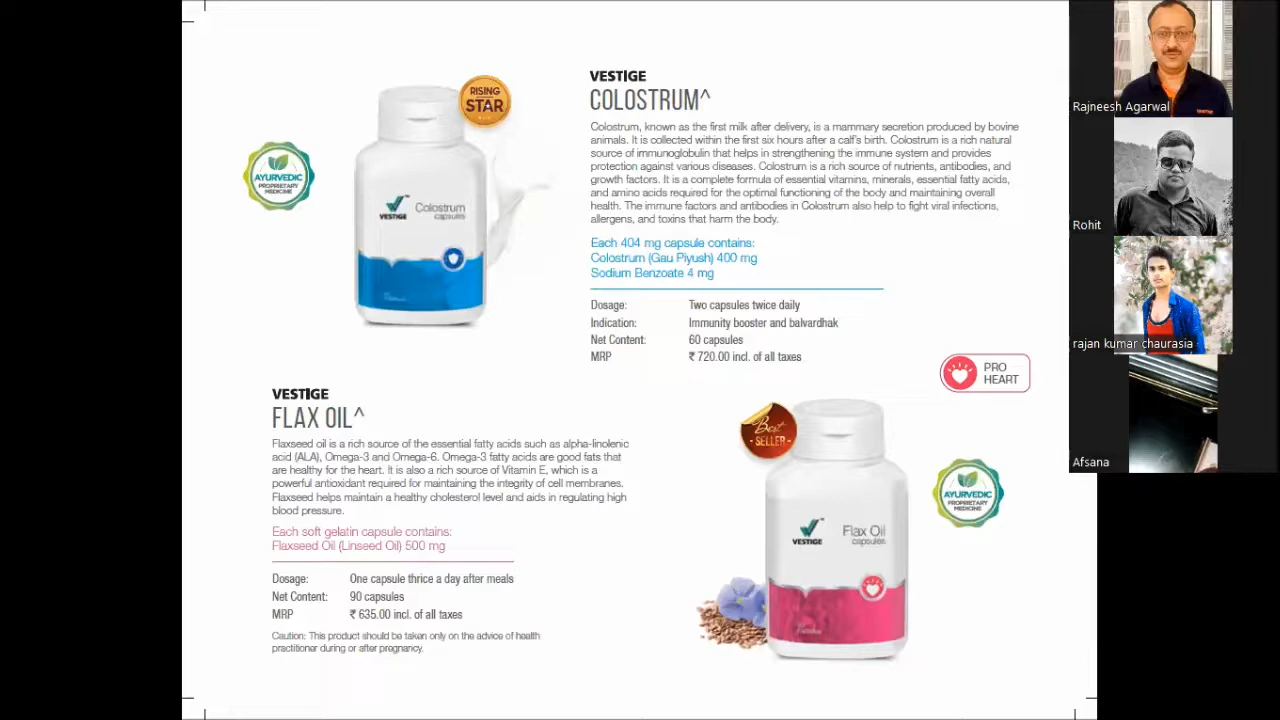 VESTIGE
COLOSTRUM^
Colostrum, known as the first milk after delivery, is a mammary secretion produced by bovine
animals. It is collected within the first six hours after a calf's birth. Colostrum is a rich natural
source of immunoglobulin that helps in strengthening the immune system and provides
protection against various diseases. Colostrum is a rich source of nutrients, antibodies, and
growth factors. It is a complete formula of essential vitamins, minerals, essential fatty acids,
and amino acids required for the optimal functioning of the body and maintaining overall
health. The immune factors and antibodies in Colostrum also help to fight viral infections,
allergens, and toxins that harm the body.
Each 404 mg capsule contains:
Colostrum (Gau Piyush) 400 mg
Sodium Benzoate 4 mg
Dosage: Two capsules twice daily
Indication: Immunity booster and balvardhak
Net Content: 60 capsules
MRP ₹ 720.00 incl. of all taxes
RISING
STAR
AYURVEDIC
PROPRIETARY
MEDICINE
VESTIGE
Colostrum
capsules
VESTIGE
FLAX OIL^
Flaxseed oil is a rich source of the essential fatty acids such as alpha-linolenic
acid (ALA), Omega-3 and Omega-6. Omega-3 fatty acids are good fats that
are healthy for the heart. It is also a rich source of Vitamin E, which is a
powerful antioxidant required for maintaining the integrity of cell membranes.
Flaxseed helps maintain a healthy cholesterol level and aids in regulating high
blood pressure.
Each soft gelatin capsule contains:
Flaxseed Oil (Linseed Oil) 500 mg
Dosage: One capsule thrice a day after meals
Net Content: 90 capsules
MRP ₹ 635.00 incl. of all taxes
Caution: This product should be taken only on the advice of health
practitioner during or after pregnancy.
PRO
HEART
Best
SELLER
VESTIGE
Flax Oil
capsules
AYURVEDIC
PROPRIETARY
MEDICINE
Rajneesh Agarwal
Rohit
rajan kumar chaurasia
Afsana